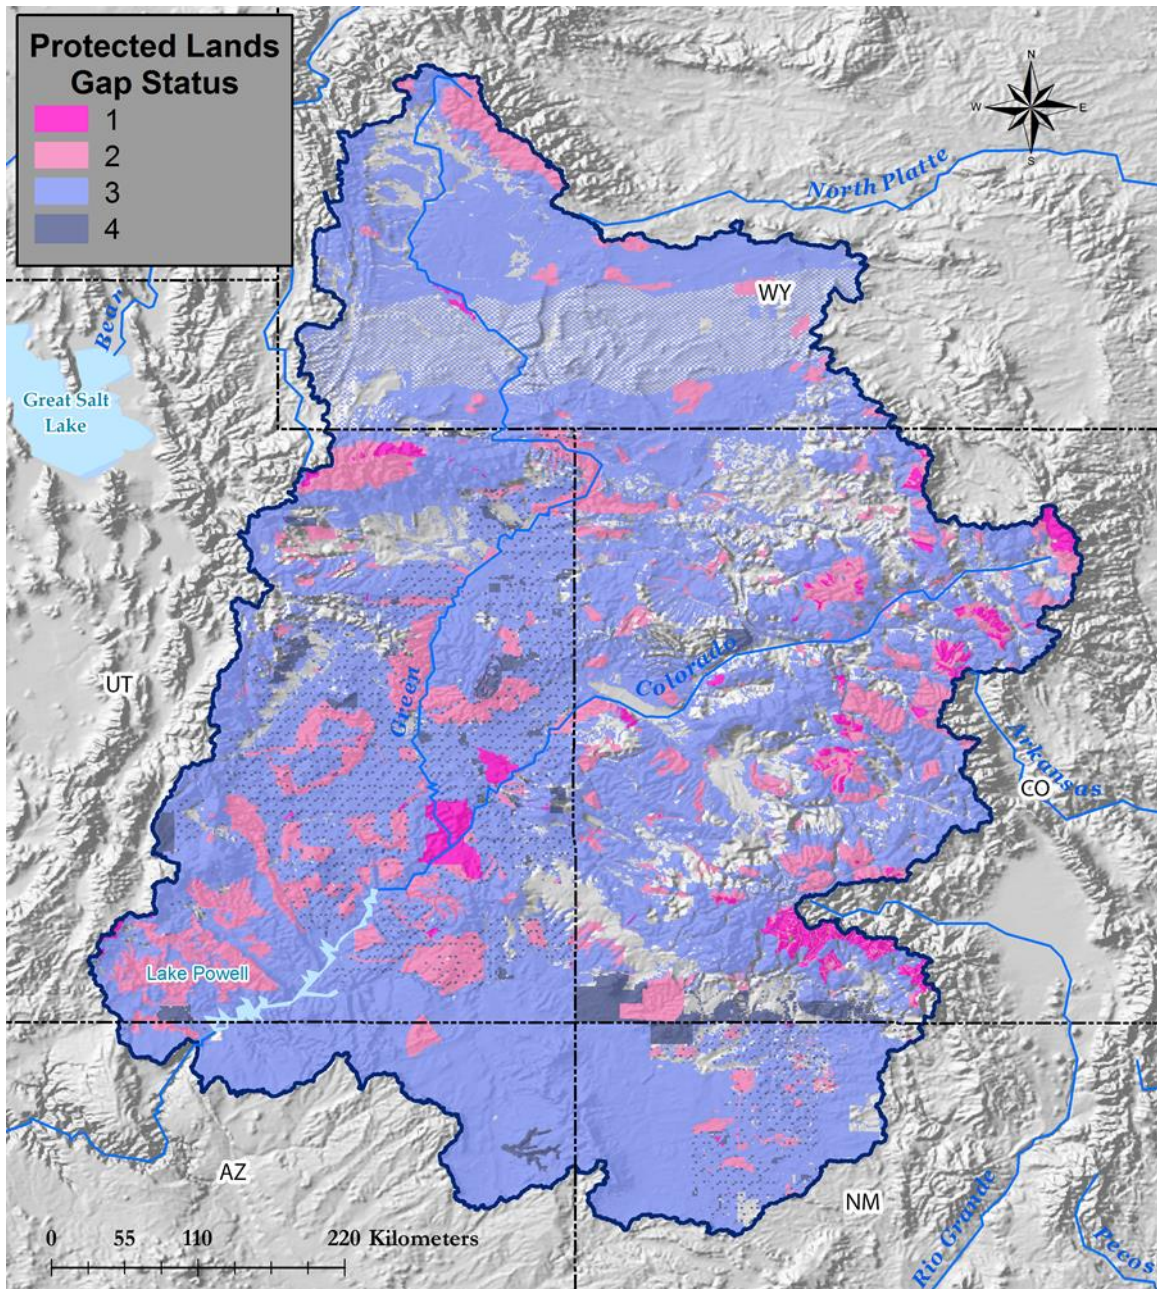 Protected Lands
Gap Status
1
2
3
4
N
W E
S
North Platte
WY
Bear
Great Salt
Lake
UT
Green
Colorado
Arkansas
CO
Lake Powell
AZ
NM
Rio Grande
Pecos
0 55 110 220 Kilometers